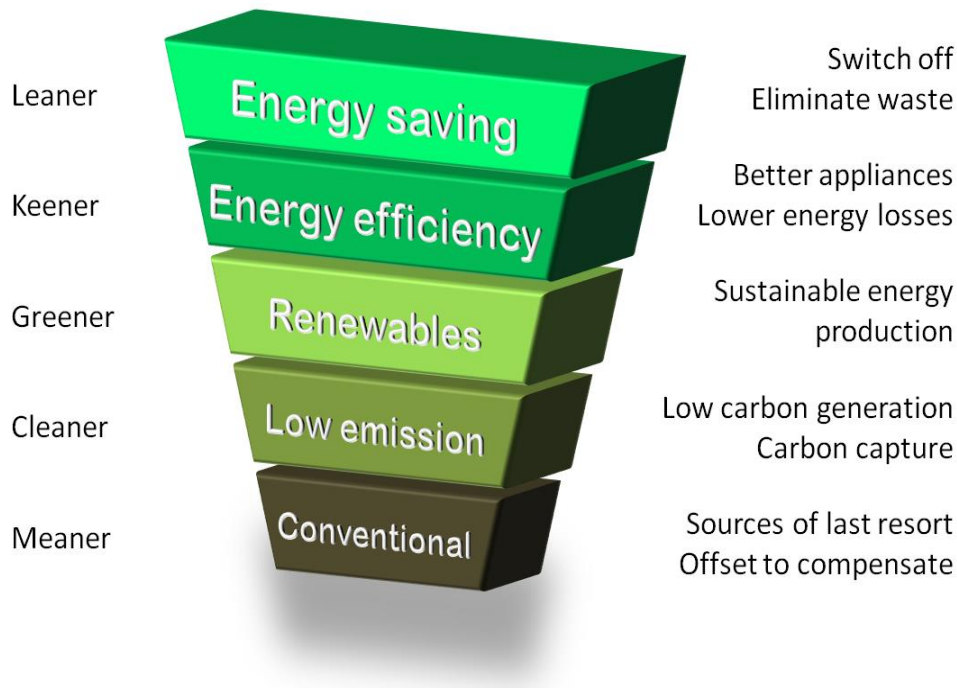 Leaner
Energy saving
Switch off
Eliminate waste
Keener
Energy efficiency
Better appliances
Lower energy losses
Greener
Renewables
Sustainable energy
production
Cleaner
Low emission
Low carbon generation
Carbon capture
Meaner
Conventional
Sources of last resort
Offset to compensate